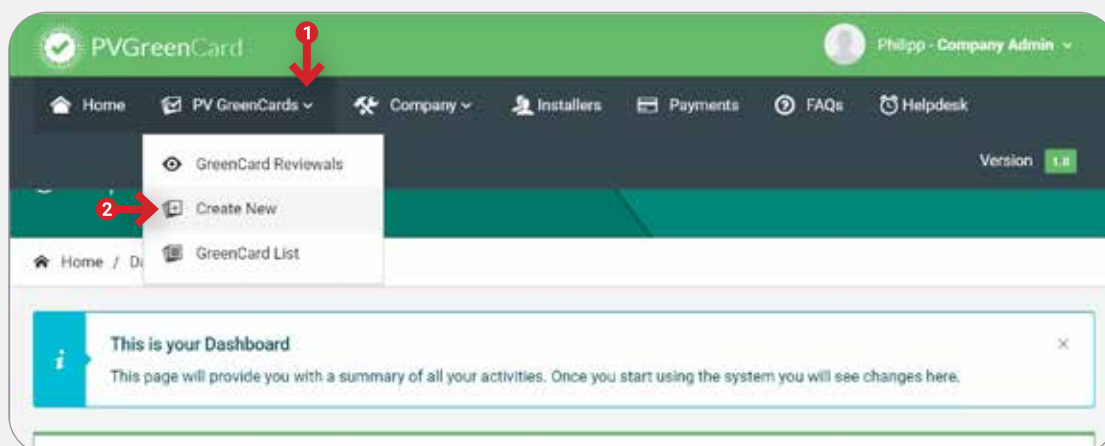 PVGreenCard
1
Philipp - Company Admin
Home PV GreenCards Company Installers Payments FAQs Helpdesk
GreenCard Reviewals
Version 1.0
2
Create New
GreenCard List
Home /
This is your Dashboard
This page will provide you with a summary of all your activities. Once you start using the system you will see changes here.